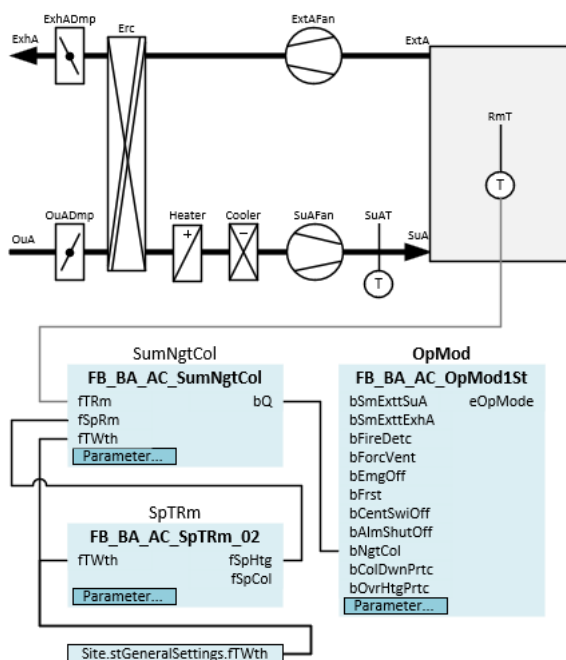 ExhADmp
Erc
ExtAFan
ExhA
ExtA
RmT
T
OuADmp
Heater
Cooler
SuAFan
SuAT
OuA
+
−
SuA
T
SumNgtCol
FB_BA_AC_SumNgtCol
fTRm bQ
fSpRm
fTWth
Parameter...
OpMod
FB_BA_AC_OpMod1St
bSmExttSuA eOpMode
bSmExttExhA
bFireDetc
bForcVent
bEmgOff
bFrst
bCentSwiOff
bAlmShutOff
bNgtCol
bColDwnPrtc
bOvrHtgPrtc
Parameter...
SpTRm
FB_BA_AC_SpTRm_02
fTWth fSpHtg
fSpCol
Parameter...
Site.stGeneralSettings.fTWth